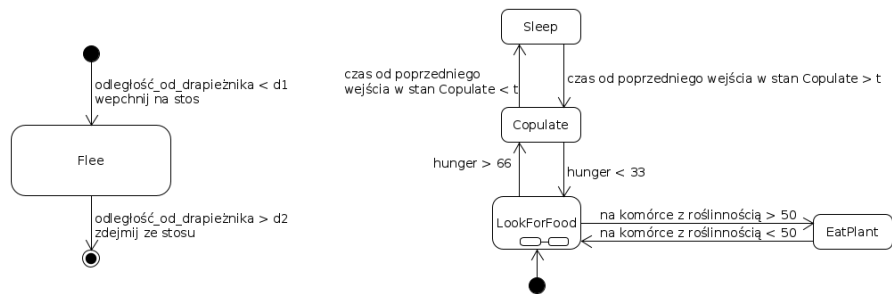 odległość_od_drapieżnika < d1
wepchnij na stos
Flee
odległość_od_drapieżnika > d2
zdejmij ze stosu
Sleep
czas od poprzedniego
wejścia w stan Copulate < t
czas od poprzedniego wejścia w stan Copulate > t
Copulate
hunger > 66
hunger < 33
LookForFood
na komórce z roślinnością > 50
na komórce z roślinnością < 50
EatPlant